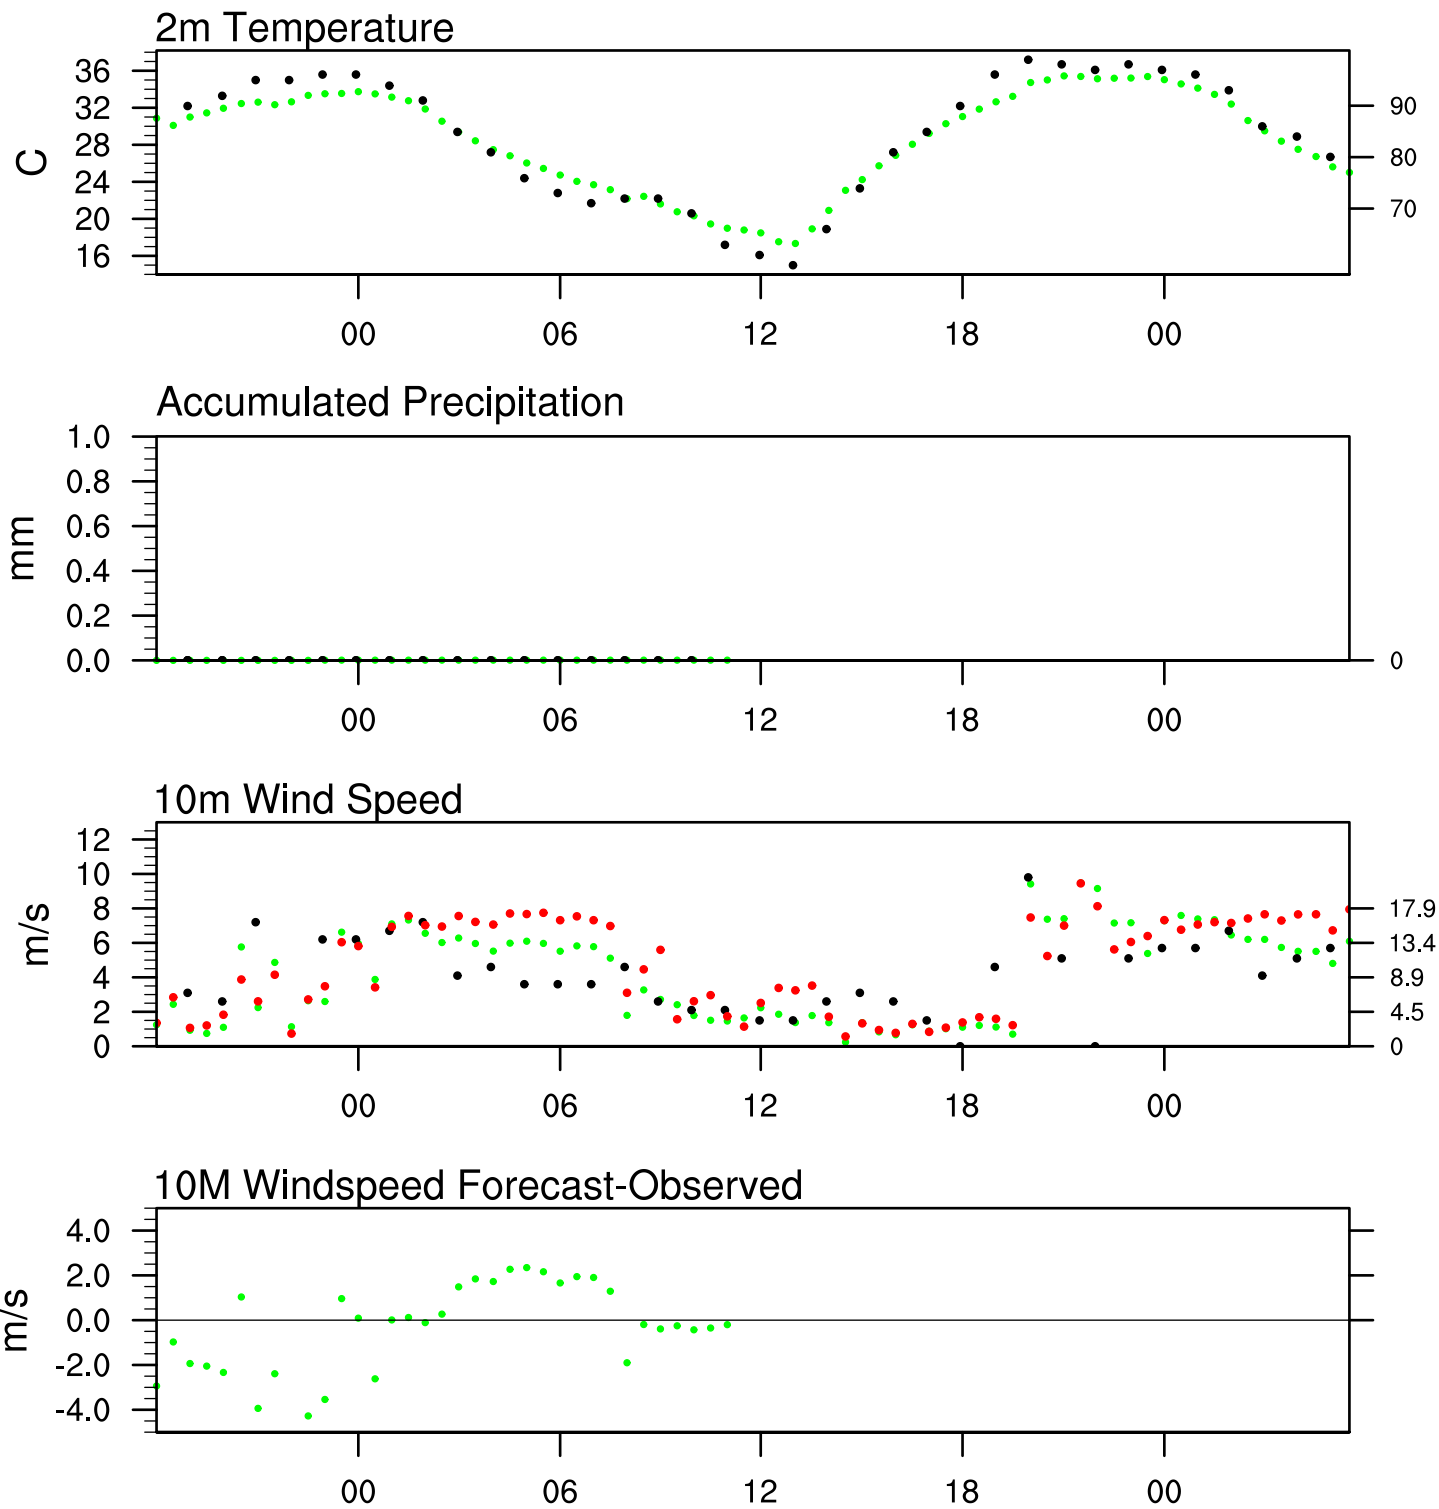 2m Temperature
36
32
28
24
20
16
C
90
80
70
00 06 12 18 00
Accumulated Precipitation
1.0
0.8
0.6
0.4
0.2
0.0
mm
0
00 06 12 18 00
10m Wind Speed
12
10
8
6
4
2
0
m/s
17.9
13.4
8.9
4.5
0
00 06 12 18 00
10M Windspeed Forecast-Observed
4.0
2.0
0.0
-2.0
-4.0
m/s
00 06 12 18 00